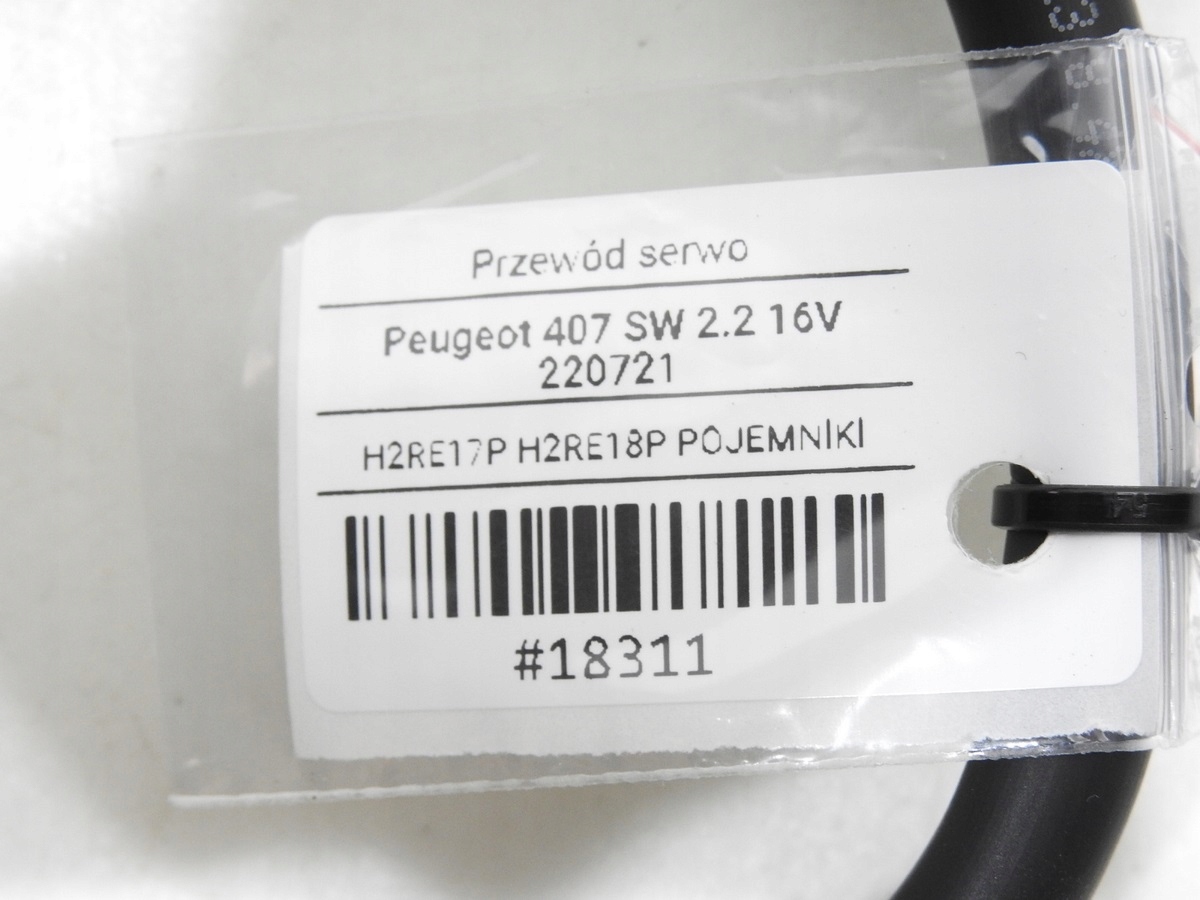 Przewód serwo
Peugeot 407 SW 2.2 16V
220721
H2RE17P H2RE18P POJEMNIKI
#18311